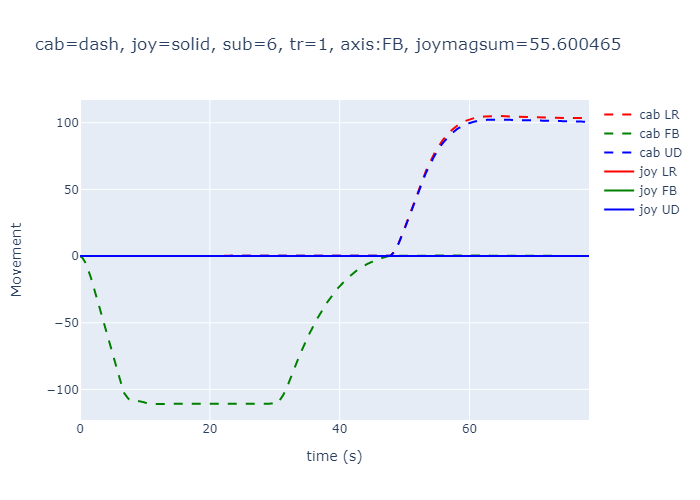 cab=dash, joy=solid, sub=6, tr=1, axis:FB, joymagsum=55.600465
cab LR
cab FB
cab UD
joy LR
joy FB
joy UD
100
50
0
−50
−100
Movement
0
20
40
60
time (s)